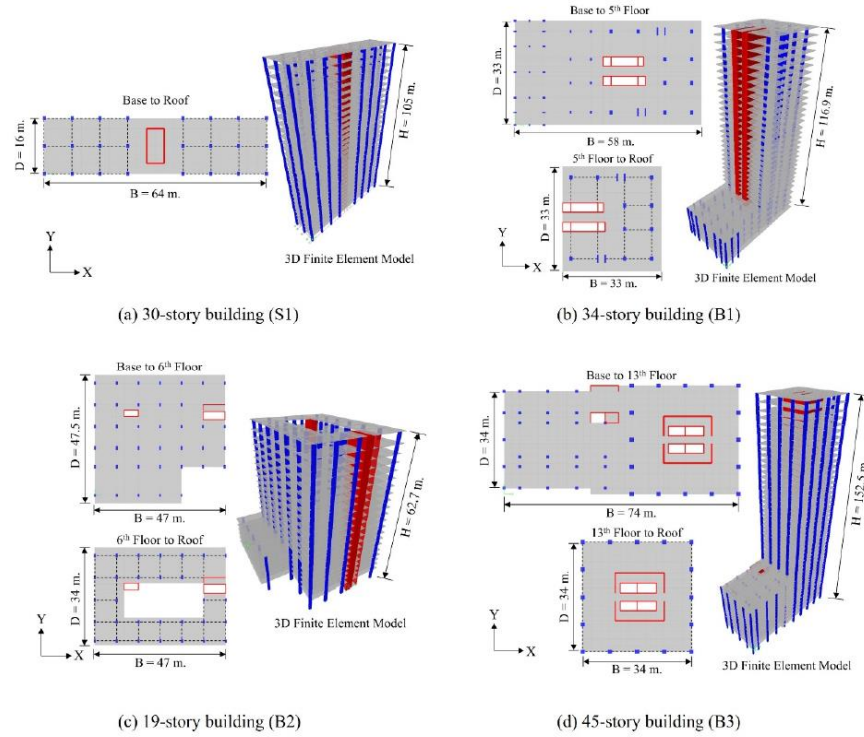 Base to Roof
D = 16 m.
B = 64 m.
H = 105 m.
Y
X
3D Finite Element Model
(a) 30-story building (S1)
Base to 5th Floor
D = 33 m.
B = 58 m.
5th Floor to Roof
D = 33 m.
B = 33 m.
H = 116.9 m.
Y
X
3D Finite Element Model
(b) 34-story building (B1)
Base to 6th Floor
D = 47.5 m.
B = 47 m.
6th Floor to Roof
D = 34 m.
B = 47 m.
H = 62.7 m.
Y
X
3D Finite Element Model
(c) 19-story building (B2)
Base to 13th Floor
D = 34 m.
B = 74 m.
13th Floor to Roof
D = 34 m.
B = 34 m.
H = 152.5 m.
Y
X
3D Finite Element Model
(d) 45-story building (B3)